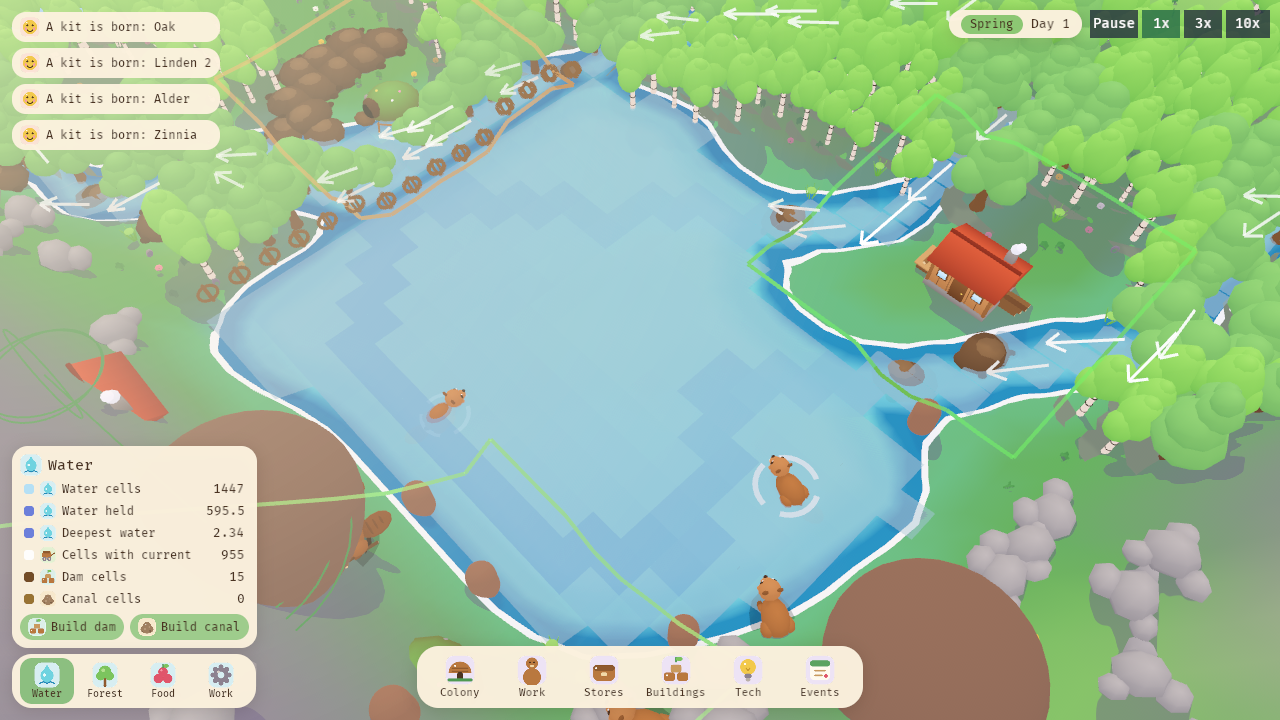 A kit is born: Oak
A kit is born: Linden 2
A kit is born: Alder
A kit is born: Zinnia
Spring Day 1
Pause 1x 3x 10x
Water
Water cells 1447
Water held 595.5
Deepest water 2.34
Cells with current 955
Dam cells 15
Canal cells 0
Build dam Build canal
Water Forest Food Work
Colony Work Stores Buildings Tech Events